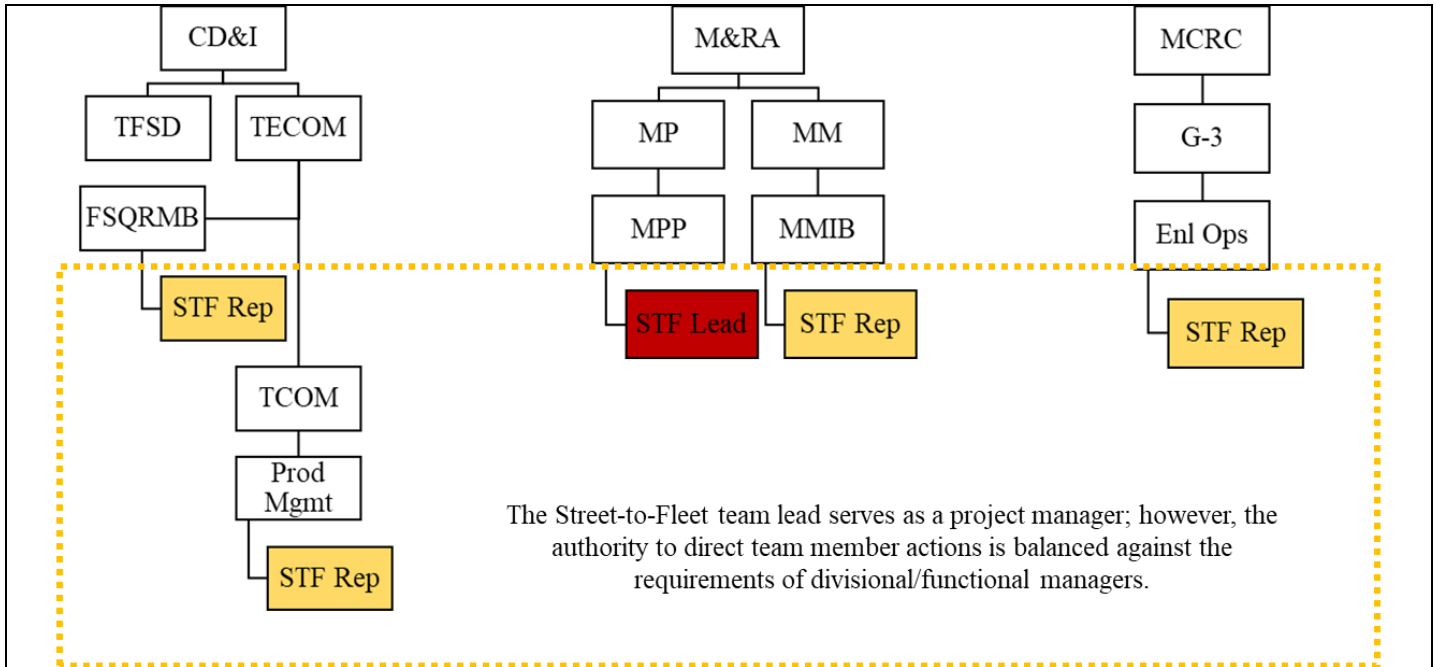 CD&I
M&RA
MCRC
TFSD
TECOM
MP
MM
G-3
FSQRMB
MPP
MMIB
Enl Ops
STF Rep
STF Lead
STF Rep
STF Rep
TCOM
Prod
Mgmt
STF Rep
The Street-to-Fleet team lead serves as a project manager; however, the
authority to direct team member actions is balanced against the
requirements of divisional/functional managers.